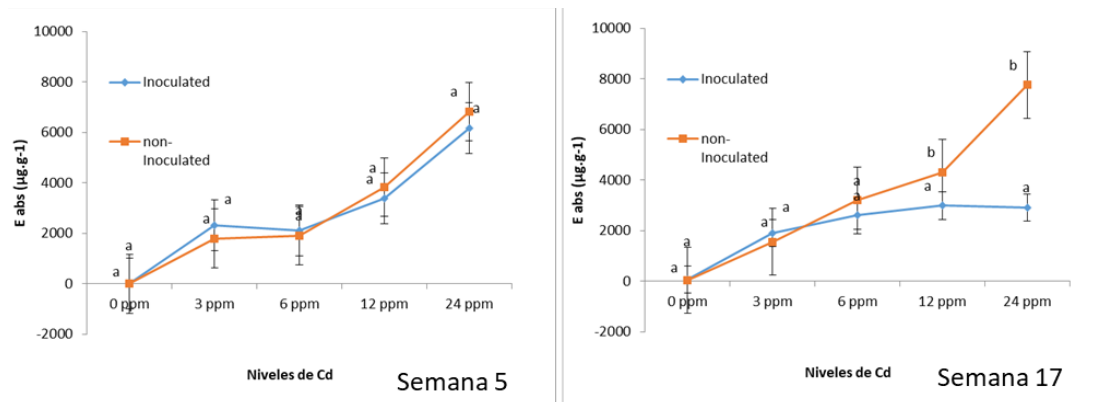 10000
8000
6000
4000
2000
0
-2000
E abs (µg.g-1)
Inoculated
non-
Inoculated
a
a
a
a
a
a
a
a
a
a
0 ppm
3 ppm
6 ppm
12 ppm
24 ppm
Niveles de Cd
Semana 5
10000
8000
6000
4000
2000
0
-2000
E abs (µg.g-1)
Inoculated
non-
Inoculated
a
a
a
a
a
a
b
a
b
a
0 ppm
3 ppm
6 ppm
12 ppm
24 ppm
Niveles de Cd
Semana 17